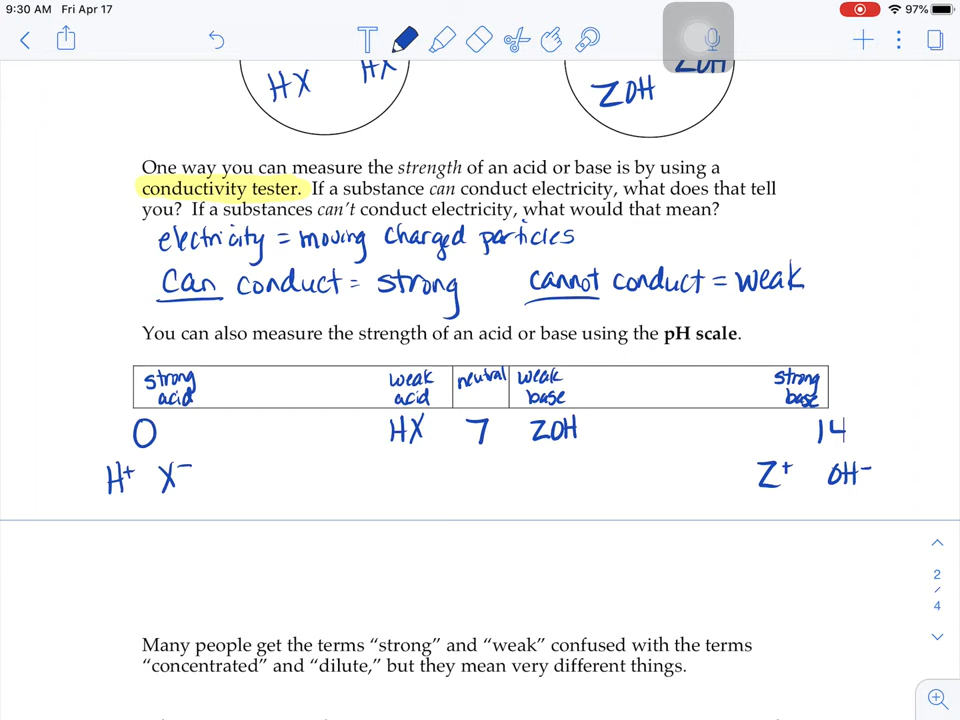 9:30 AM Fri Apr 17 97%
T
HX HX ZOH ZOH
One way you can measure the strength of an acid or base is by using a
conductivity tester. If a substance can conduct electricity, what does that tell
you? If a substances can't conduct electricity, what would that mean?
electricity = moving charged particles
Can conduct = strong cannot conduct = weak
You can also measure the strength of an acid or base using the pH scale.
strong acid weak acid neutral weak base strong base
0 HX 7 ZOH 14
H+ X− Z+ OH−
2
/
4
Many people get the terms “strong” and “weak” confused with the terms
“concentrated” and “dilute,” but they mean very different things.